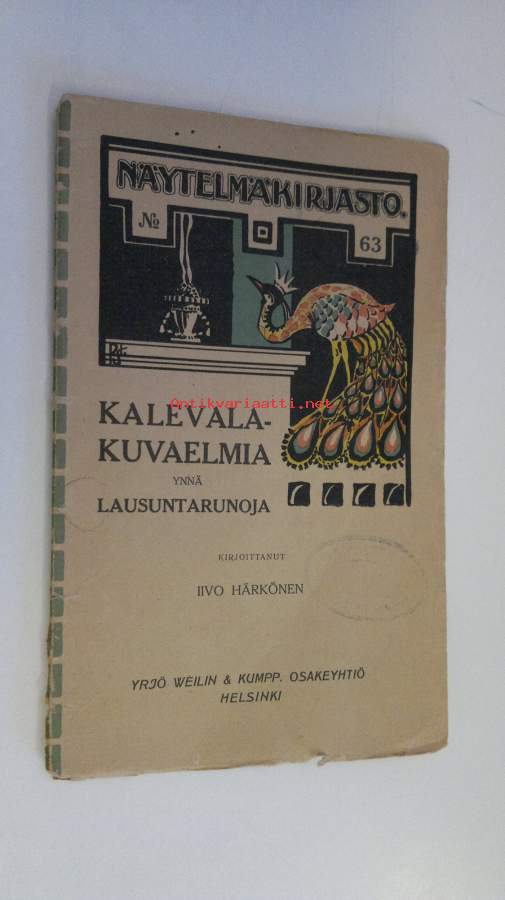 NÄYTELMÄKIRJASTO.
No 63
Antikvariaatti.net
KALEVALA-
KUVAELMIA
YNNÄ
LAUSUNTARUNOJA
KIRJOITTANUT
IIVO HÄRKÖNEN
YRJÖ WEILIN & KUMPP. OSAKEYHTIÖ
HELSINKI